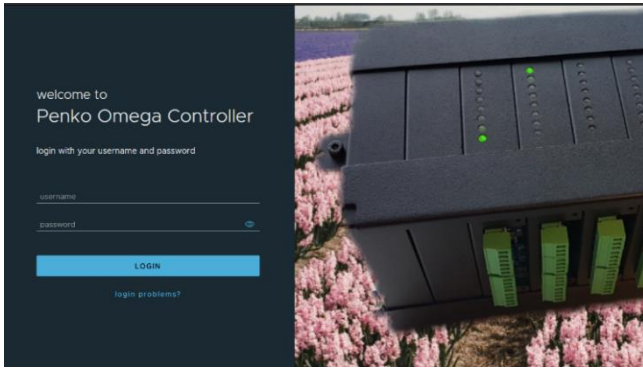 welcome to
Penko Omega Controller
login with your username and password
username
password
LOGIN
login problems?